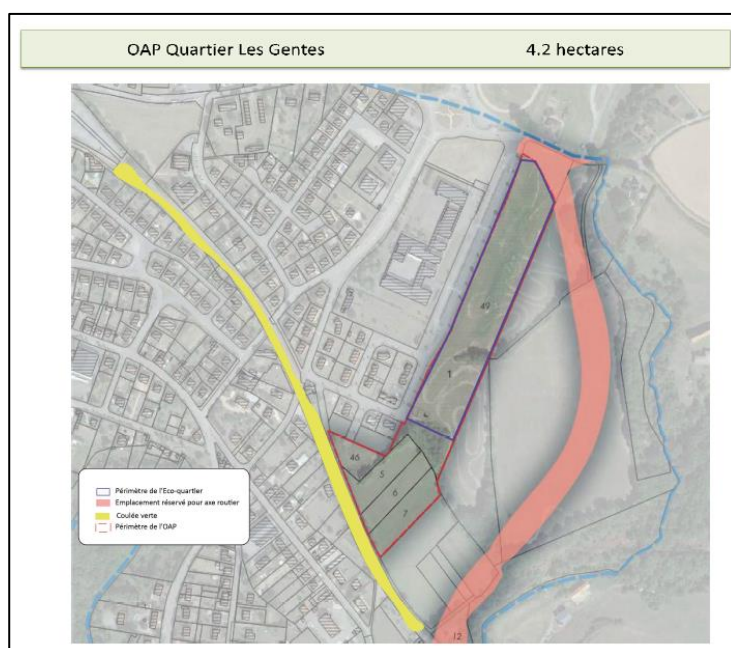 OAP Quartier Les Gentes 4.2 hectares
49
1
46
5
6
7
12
Périmètre de l'Eco-quartier
Emplacement réservé pour axe routier
Coulée verte
Périmètre de l'OAP